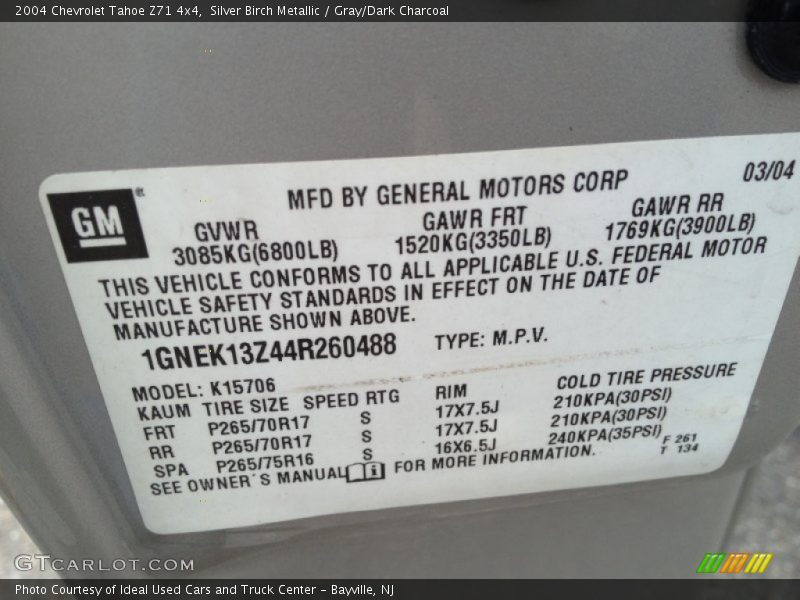 2004 Chevrolet Tahoe Z71 4x4, Silver Birch Metallic / Gray/Dark Charcoal
03/04
MFD BY GENERAL MOTORS CORP
GM
GVWR GAWR FRT GAWR RR
3085KG(6800LB) 1520KG(3350LB) 1769KG(3900LB)
THIS VEHICLE CONFORMS TO ALL APPLICABLE U.S. FEDERAL MOTOR
VEHICLE SAFETY STANDARDS IN EFFECT ON THE DATE OF
MANUFACTURE SHOWN ABOVE.
1GNEK13Z44R260488 TYPE: M.P.V.
MODEL: K15706
KAUM TIRE SIZE SPEED RTG RIM COLD TIRE PRESSURE
FRT P265/70R17 S 17X7.5J 210KPA(30PSI)
RR P265/70R17 S 17X7.5J 210KPA(30PSI)
SPA P265/75R16 S 16X6.5J 240KPA(35PSI)
SEE OWNER'S MANUAL i FOR MORE INFORMATION.
F 261
T 134
GTCARLOT.COM
Photo Courtesy of Ideal Used Cars and Truck Center - Bayville, NJ